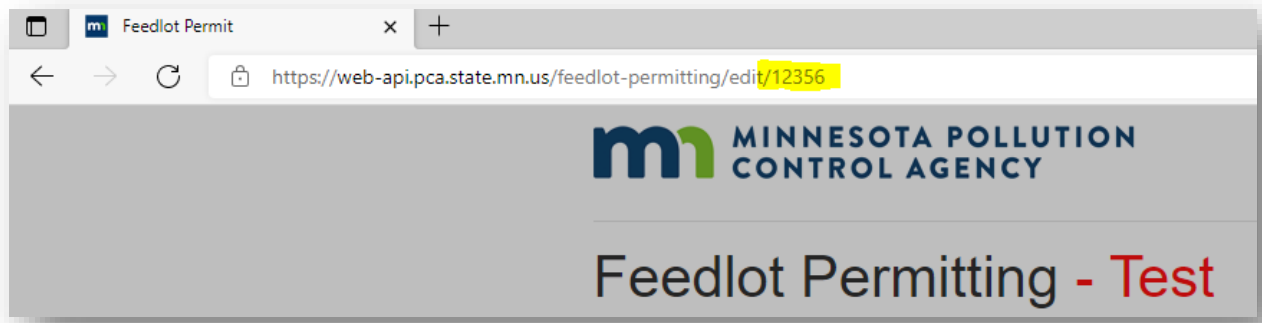 Feedlot Permit
https://web-api.pca.state.mn.us/feedlot-permitting/edit/12356
mn MINNESOTA POLLUTION
CONTROL AGENCY
Feedlot Permitting - Test